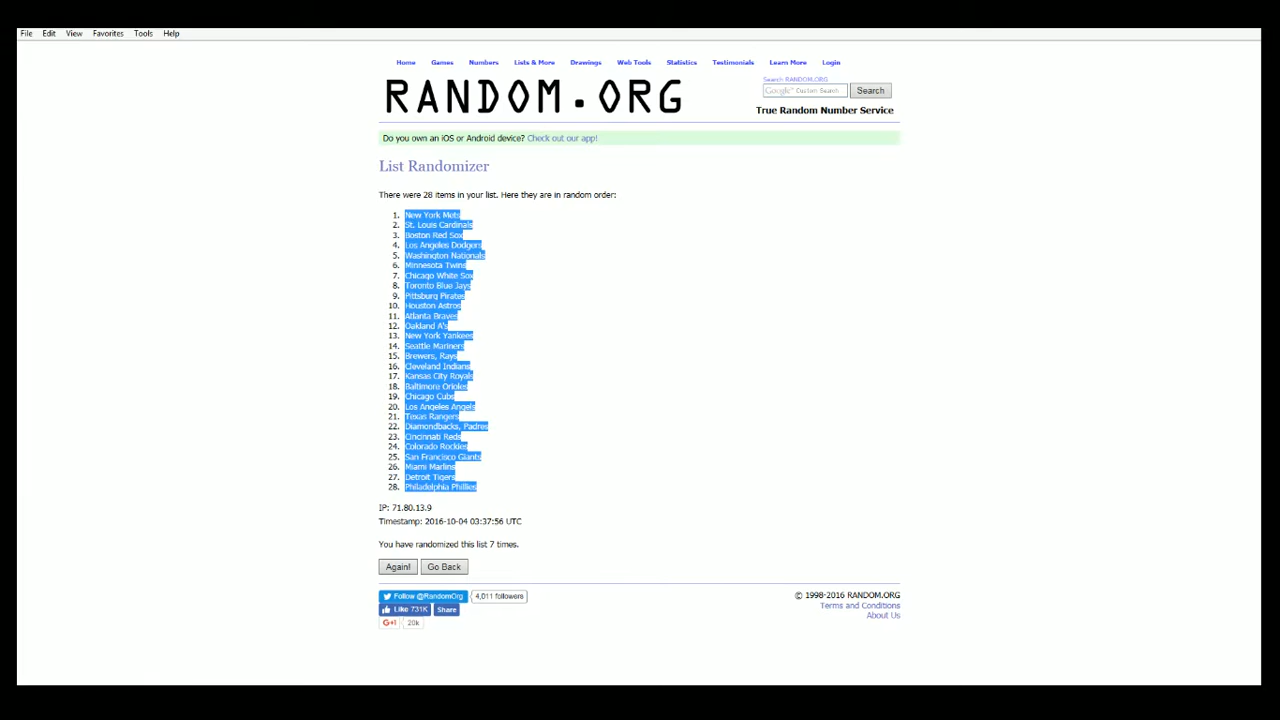 File Edit View Favorites Tools Help
Home Games Numbers Lists & More Drawings Web Tools Statistics Testimonials Learn More Login
RANDOM.ORG
Search RANDOM.ORG
Google™ Custom Search Search
True Random Number Service
Do you own an iOS or Android device? Check out our app!
List Randomizer
There were 28 items in your list. Here they are in random order:
1. New York Mets
2. St. Louis Cardinals
3. Boston Red Sox
4. Los Angeles Dodgers
5. Washington Nationals
6. Minnesota Twins
7. Chicago White Sox
8. Toronto Blue Jays
9. Pittsburg Pirates
10. Houston Astros
11. Atlanta Braves
12. Oakland A's
13. New York Yankees
14. Seattle Mariners
15. Brewers, Rays
16. Cleveland Indians
17. Kansas City Royals
18. Baltimore Orioles
19. Chicago Cubs
20. Los Angeles Angels
21. Texas Rangers
22. Diamondbacks, Padres
23. Cincinnati Reds
24. Colorado Rockies
25. San Francisco Giants
26. Miami Marlins
27. Detroit Tigers
28. Philadelphia Phillies
IP: 71.80.13.9
Timestamp: 2016-10-04 03:37:56 UTC
You have randomized this list 7 times.
Again! Go Back
Follow @RandomOrg 4,011 followers
Like 731K Share
G+1 20k
© 1998-2016 RANDOM.ORG
Terms and Conditions
About Us